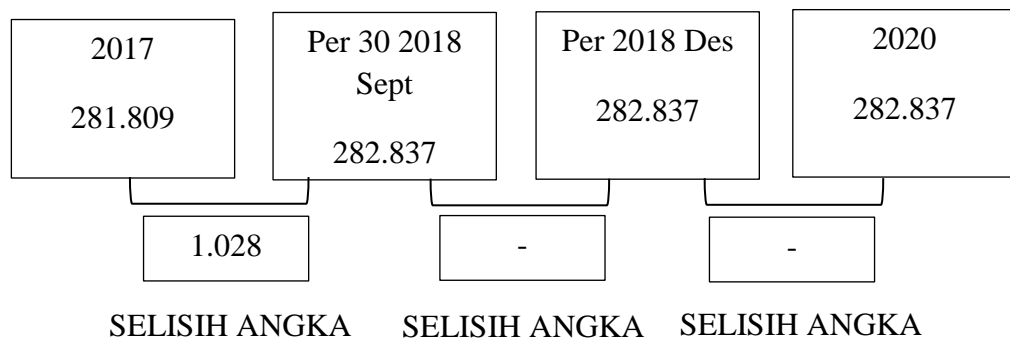 2017
281.809
Per 30 2018
Sept
282.837
Per 2018 Des
282.837
2020
282.837
1.028
-
-
SELISIH ANGKA
SELISIH ANGKA
SELISIH ANGKA